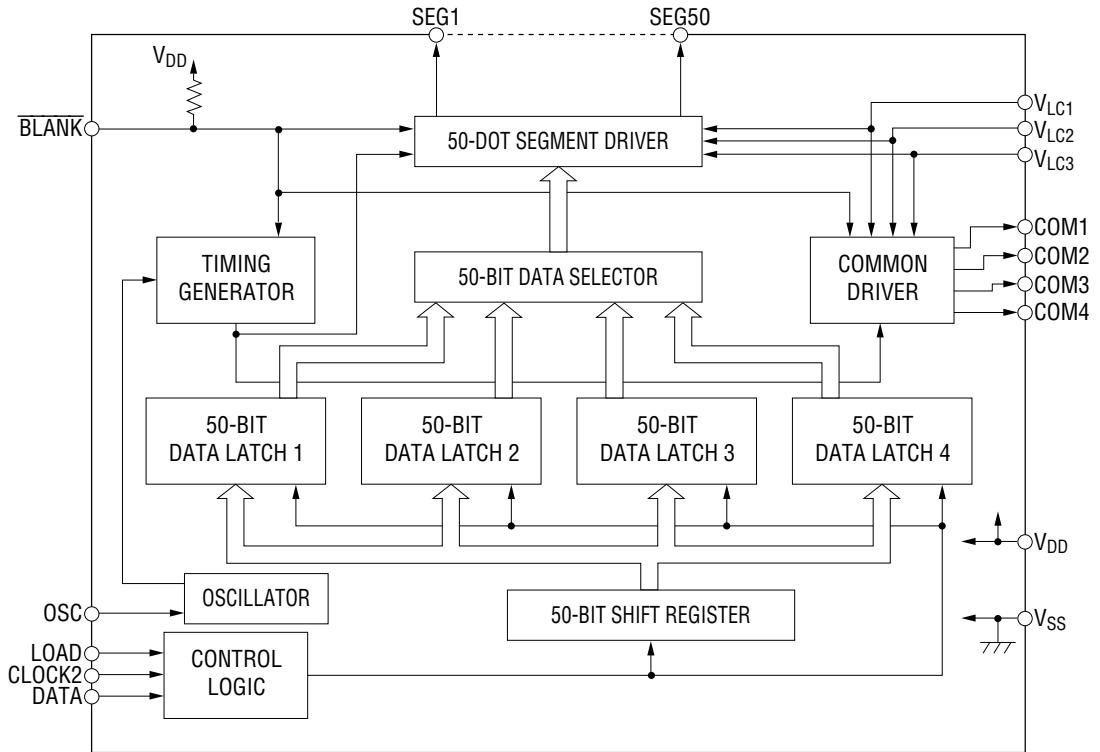 SEG1 SEG50
VDD
BLANK
VLC1
VLC2
VLC3
50-DOT SEGMENT DRIVER
TIMING
GENERATOR
50-BIT DATA SELECTOR
COMMON
DRIVER
COM1
COM2
COM3
COM4
50-BIT
DATA LATCH 1
50-BIT
DATA LATCH 2
50-BIT
DATA LATCH 3
50-BIT
DATA LATCH 4
VDD
OSCILLATOR
OSC
50-BIT SHIFT REGISTER
VSS
LOAD
CLOCK2
DATA
CONTROL
LOGIC